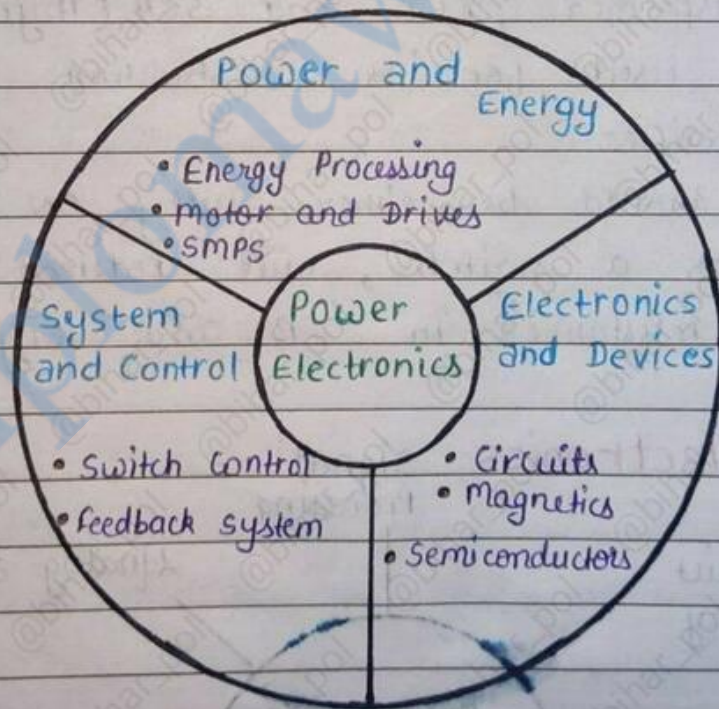 Power and
Energy
• Energy Processing
• Motor and Drives
• SMPS
System
and Control
Power
Electronics
Electronics
and Devices
• Switch Control
• Feedback system
• Circuits
• Magnetics
• Semiconductors
@bihar_pol